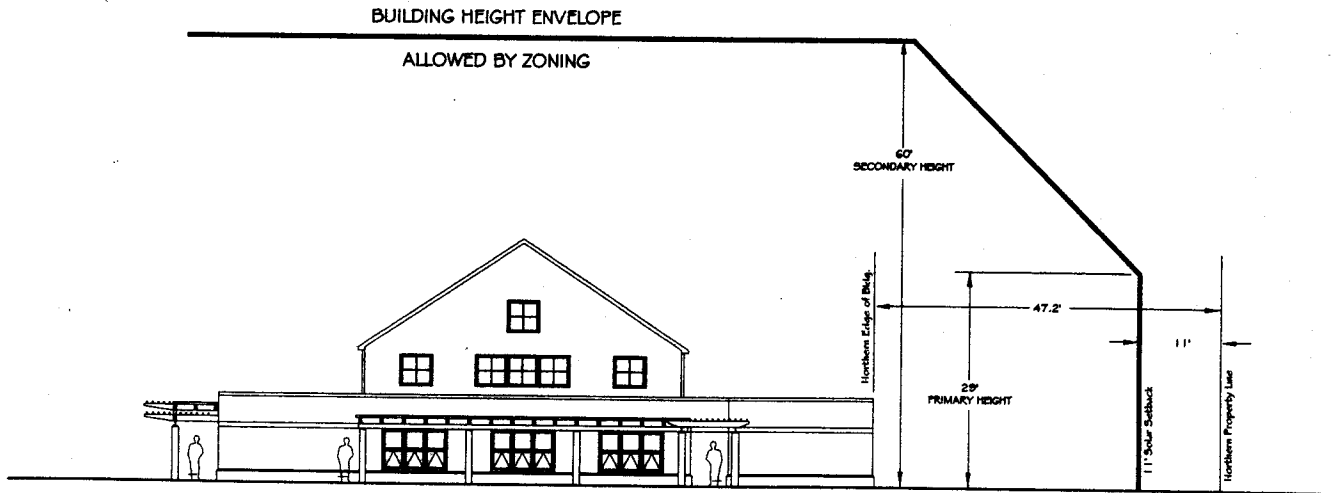 BUILDING HEIGHT ENVELOPE
ALLOWED BY ZONING
60'
SECONDARY HEIGHT
Northern Edge of Bldg.
47.2'
11'
29'
PRIMARY HEIGHT
11' Solar Setback
Northern Property Line